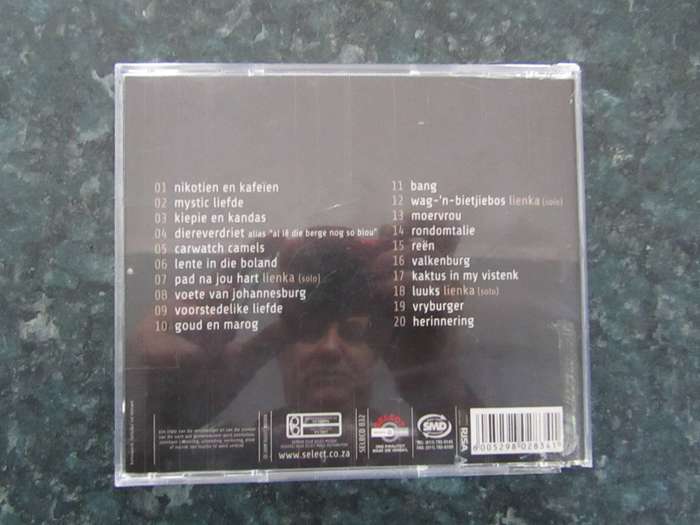 01 nikotien en kafeïen
02 mystic liefde
03 kiepie en kandas
04 diereverdriet alias "al lê die berge nog so blou"
05 carwatch camels
06 lente in die boland
07 pad na jou hart lienka (solo)
08 voete van johannesburg
09 voorstedelike liefde
10 goud en marog
11 bang
12 wag-'n-bietjiebos lienka (solo)
13 moervrou
14 rondomtalie
15 reën
16 valkenburg
17 kaktus in my vistenk
18 luuks lienka (solo)
19 vryburger
20 herinnering
www.select.co.za
SELBCD 832
SELECT
SMD
RISA